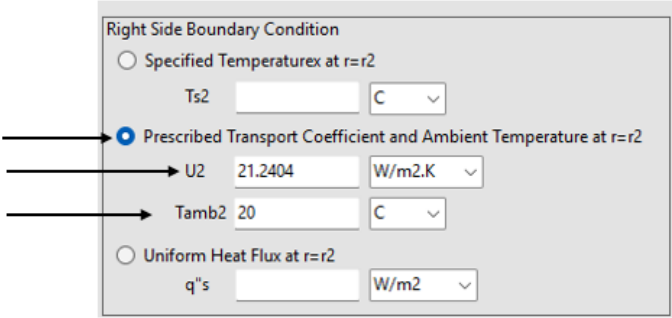 Right Side Boundary Condition
Specified Temperaturex at r=r2
Ts2 C
Prescribed Transport Coefficient and Ambient Temperature at r=r2
U2 21.2404 W/m2.K
Tamb2 20 C
Uniform Heat Flux at r=r2
q"s W/m2